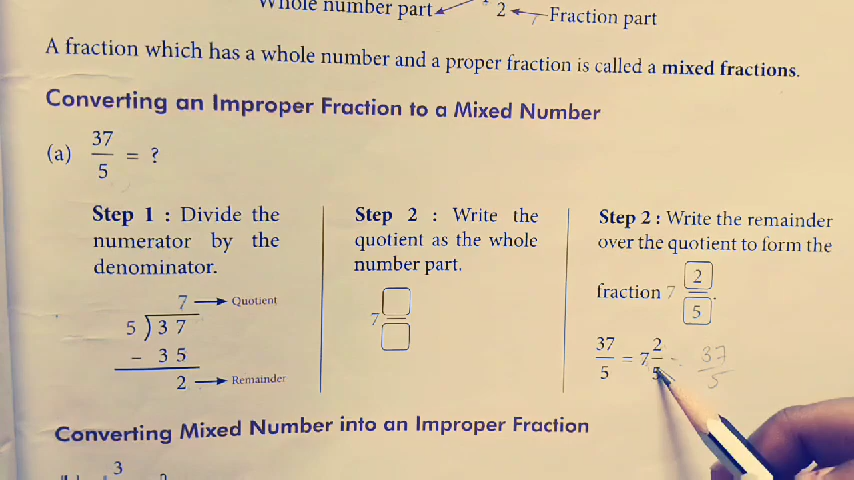 Whole number part
2 Fraction part
A fraction which has a whole number and a proper fraction is called a mixed fractions.
Converting an Improper Fraction to a Mixed Number
(a) 37/5 = ?
Step 1 : Divide the
numerator by the
denominator.
7 → Quotient
5 ) 3 7
− 3 5
2 → Remainder
Step 2 : Write the
quotient as the whole
number part.
7
Step 2 : Write the remainder
over the quotient to form the
fraction 7 2/5.
37/5 = 7 2/5 = 37/5
Converting Mixed Number into an Improper Fraction
3